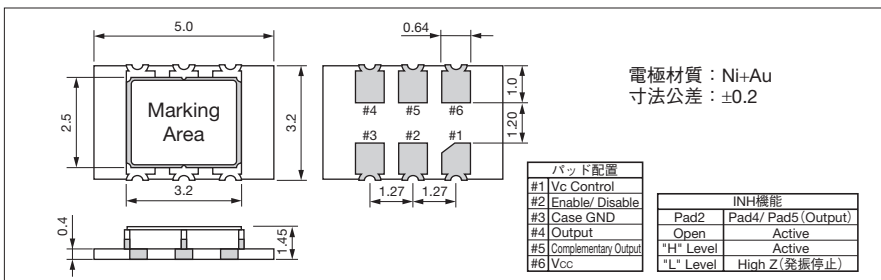 5.0
0.64
2.5
Marking
Area
3.2
3.2
0.4
1.45
#4
#5
#6
#3
#2
#1
1.0
1.20
1.27
1.27
電極材質：Ni+Au
寸法公差：±0.2
パッド配置
#1 Vc Control
#2 Enable/ Disable
#3 Case GND
#4 Output
#5 Complementary Output
#6 Vcc
INH機能
Pad2 Pad4/ Pad5(Output)
Open Active
"H" Level Active
"L" Level High Z(発振停止)